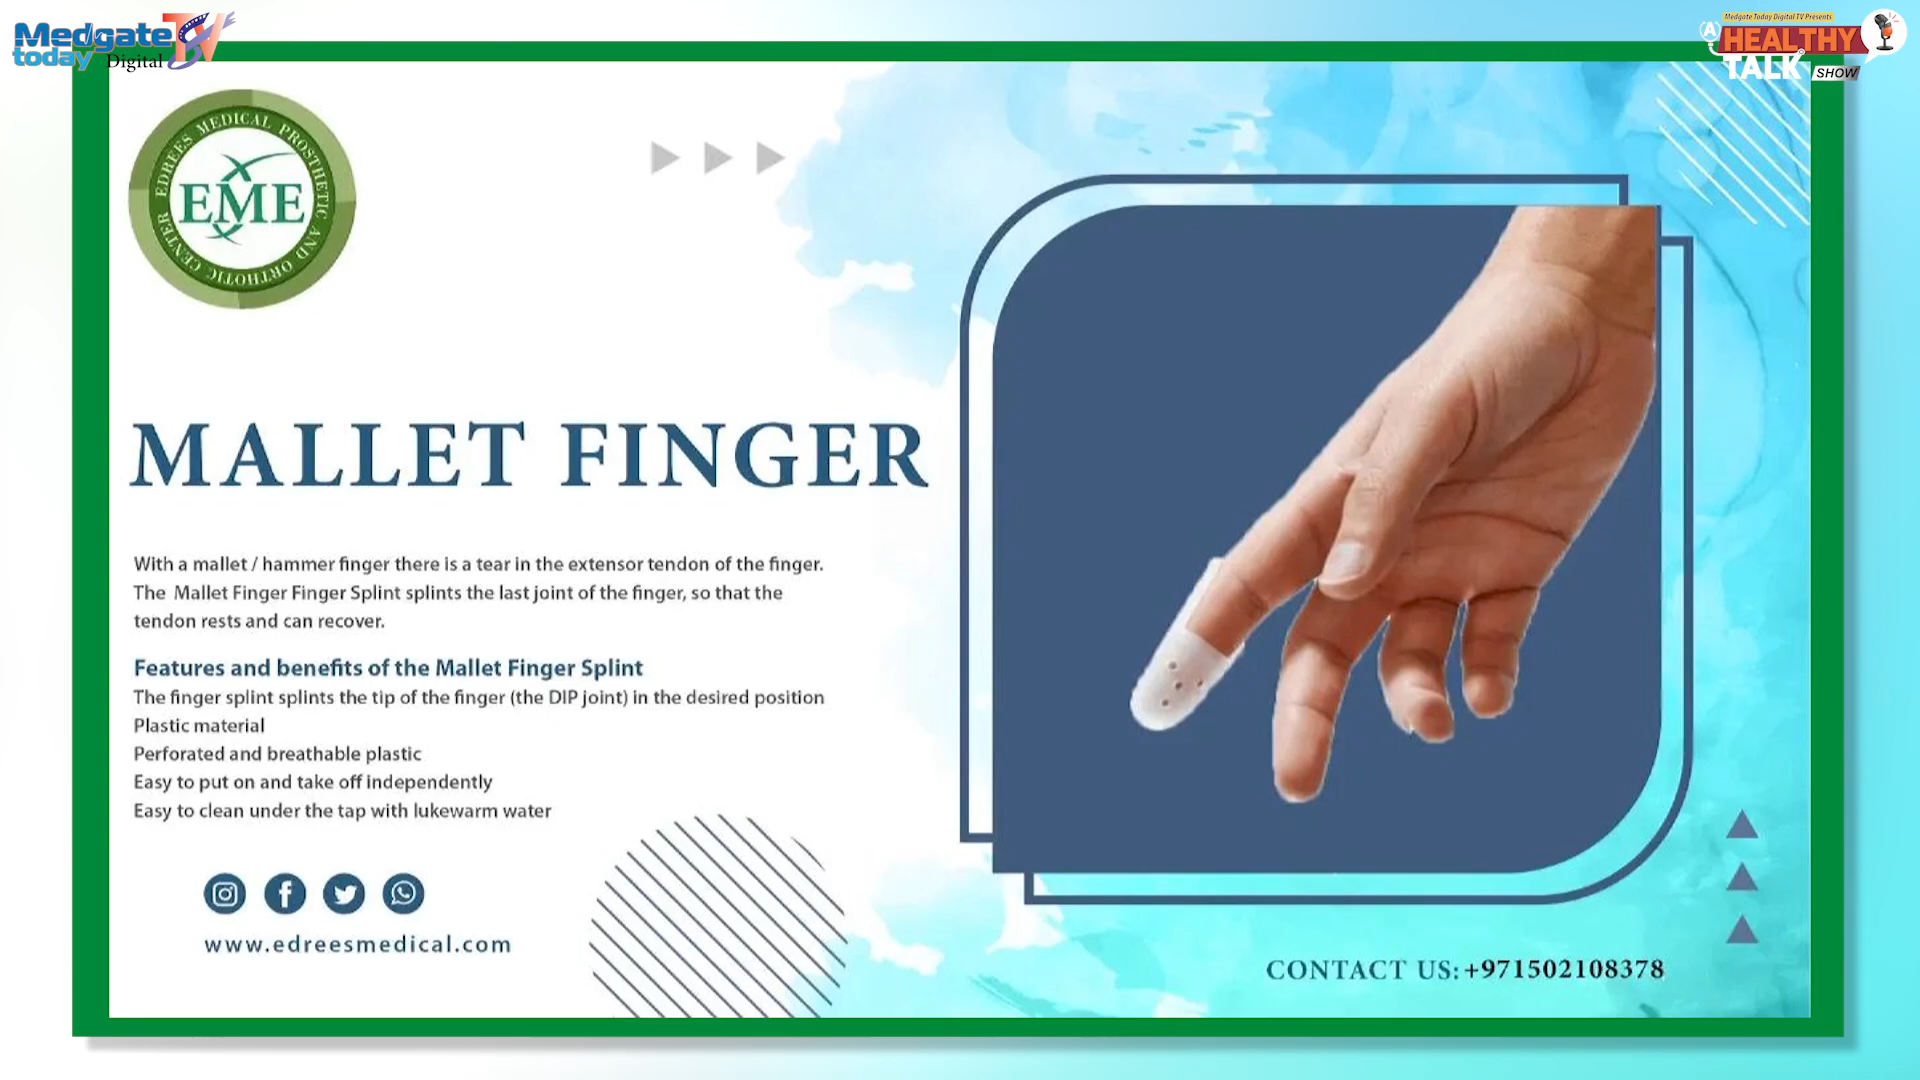 Medgate
today Digital TV
Medgate Today Digital TV Presents
A HEALTHY
TALK SHOW
EDREES MEDICAL PROSTHETIC AND ORTHOTIC CENTER
EME
MALLET FINGER
With a mallet / hammer finger there is a tear in the extensor tendon of the finger.
The Mallet Finger Finger Splint splints the last joint of the finger, so that the
tendon rests and can recover.
Features and benefits of the Mallet Finger Splint
The finger splint splints the tip of the finger (the DIP joint) in the desired position
Plastic material
Perforated and breathable plastic
Easy to put on and take off independently
Easy to clean under the tap with lukewarm water
www.edreesmedical.com
CONTACT US:+971502108378